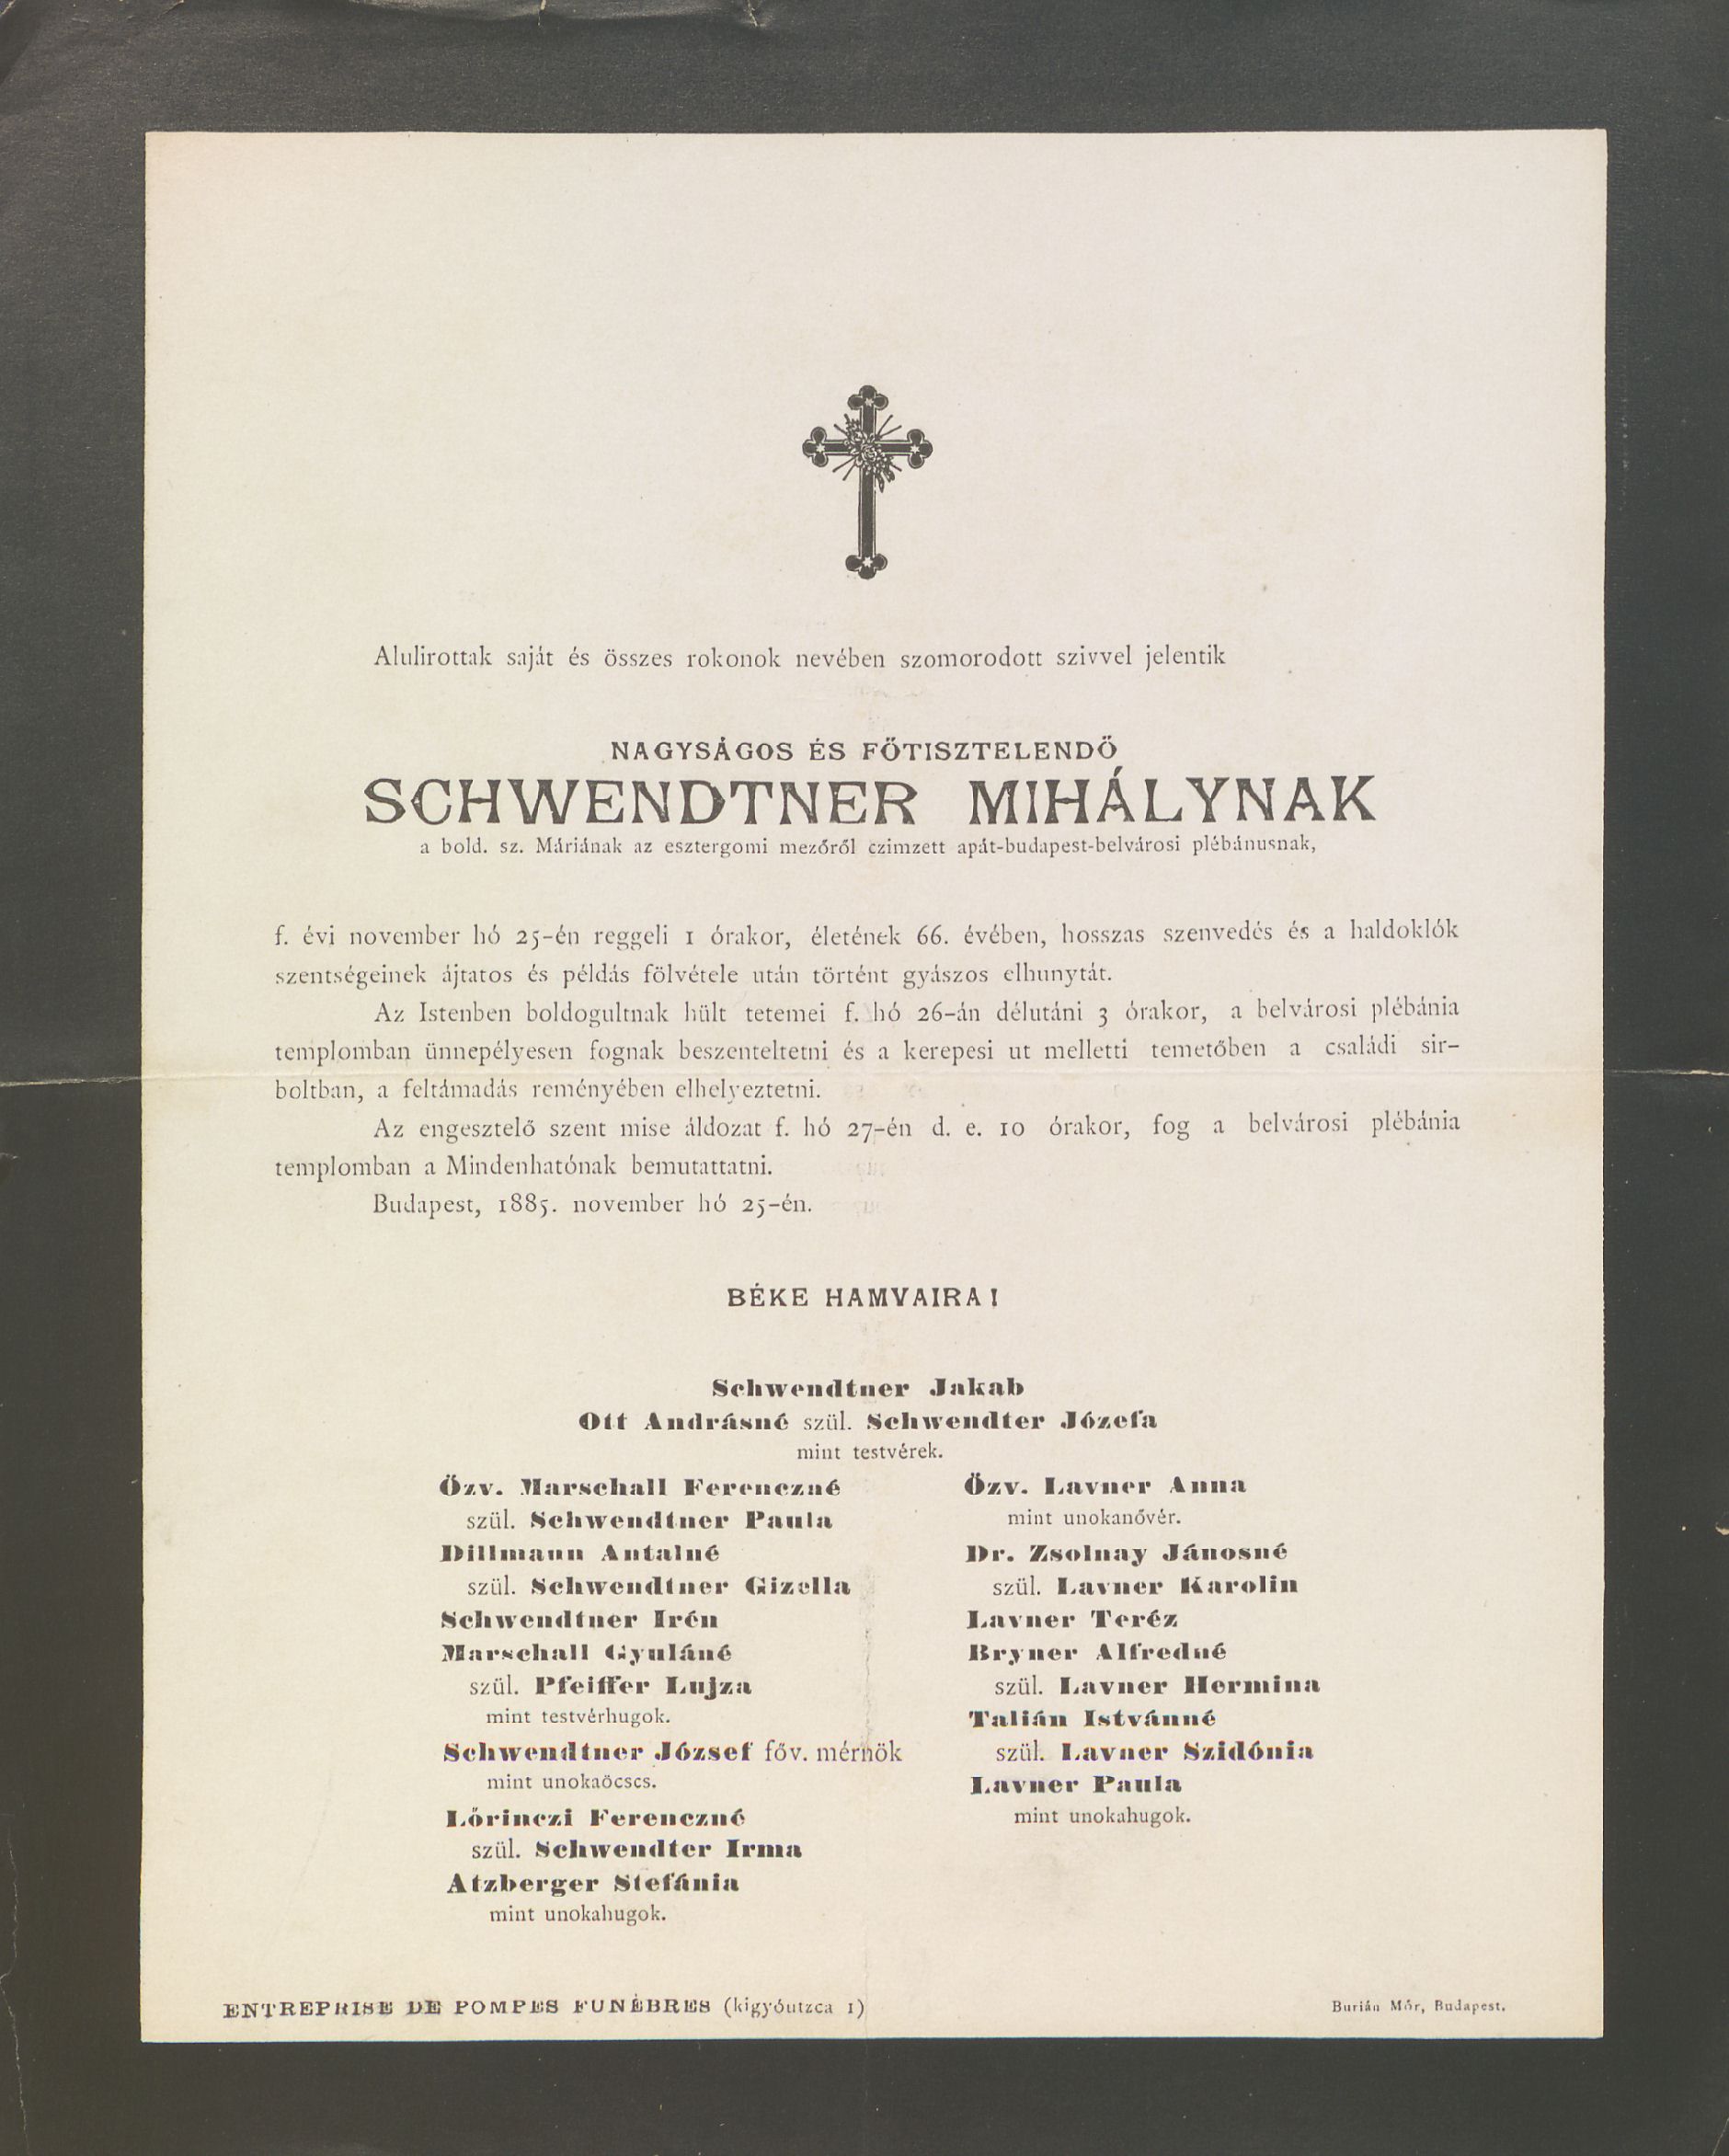 Alulirottak saját és összes rokonok nevében szomorodott szivvel jelentik
NAGYSÁGOS ÉS FŐTISZTELENDŐ
SCHWENDTNER MIHÁLYNAK
a bold. sz. Máriának az esztergomi mezőről czimzett apát-budapest-belvárosi plébánusnak,
f. évi november hó 25-én reggeli 1 órakor, életének 66. évében, hosszas szenvedés és a haldoklók
szentségeinek ájtatos és példás fölvétele után történt gyászos elhunytát.
Az Istenben boldogultnak hült tetemei f. hó 26-án délutáni 3 órakor, a belvárosi plébánia
templomban ünnepélyesen fognak beszenteltetni és a kerepesi ut melletti temetőben a családi sir-
boltban, a feltámadás reményében elhelyeztetni.
Az engesztelő szent mise áldozat f. hó 27-én d. e. 10 órakor, fog a belvárosi plébánia
templomban a Mindenhatónak bemutattatni.
Budapest, 1885. november hó 25-én.
BÉKE HAMVAIRA!
Schwendtner Jakab
Ott Andrásné szül. Schwendter Józefa
mint testvérek.
Özv. Marschall Ferenczné
szül. Schwendtner Paula
Dillmann Antalné
szül. Schwendtner Gizella
Schwendtner Irén
Marschall Gyuláné
szül. Pfeiffer Lujza
mint testvérhugok.
Schwendtner József főv. mérnök
mint unokaöcscs.
Lőrinczi Ferenczné
szül. Schwendter Irma
Atzberger Stefánia
mint unokahugok.
Özv. Lavner Anna
mint unokanővér.
Dr. Zsolnay Jánosné
szül. Lavner Karolin
Lavner Teréz
Bryner Alfredné
szül. Lavner Hermina
Talián Istvánné
szül. Lavner Szidónia
Lavner Paula
mint unokahugok.
ENTREPRISE DE POMPES FUNÈBRES (kigyóutzca 1)
Burián Mór, Budapest.